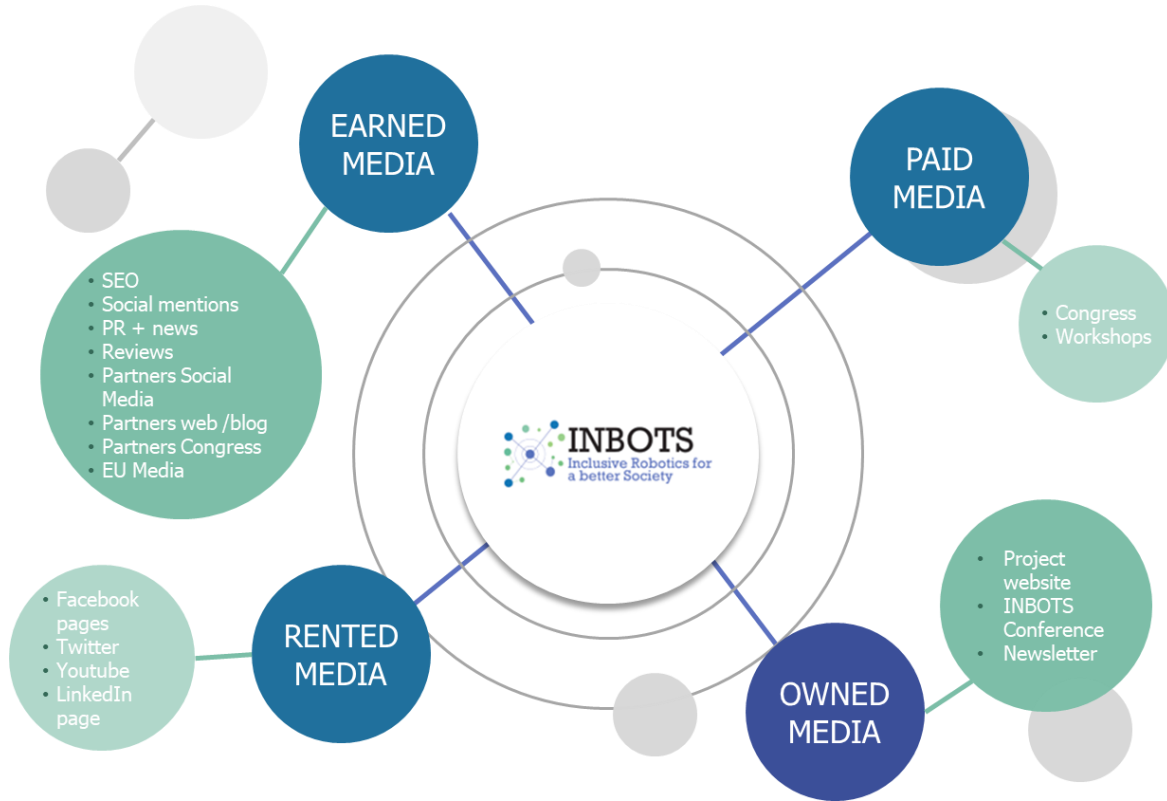 EARNED
MEDIA
• SEO
• Social mentions
• PR + news
• Reviews
• Partners Social
Media
• Partners web /blog
• Partners Congress
• EU Media
PAID
MEDIA
• Congress
• Workshops
INBOTS
Inclusive Robotics for
a better Society
RENTED
MEDIA
• Facebook
pages
• Twitter
• Youtube
• LinkedIn
page
OWNED
MEDIA
• Project
website
• INBOTS
Conference
• Newsletter